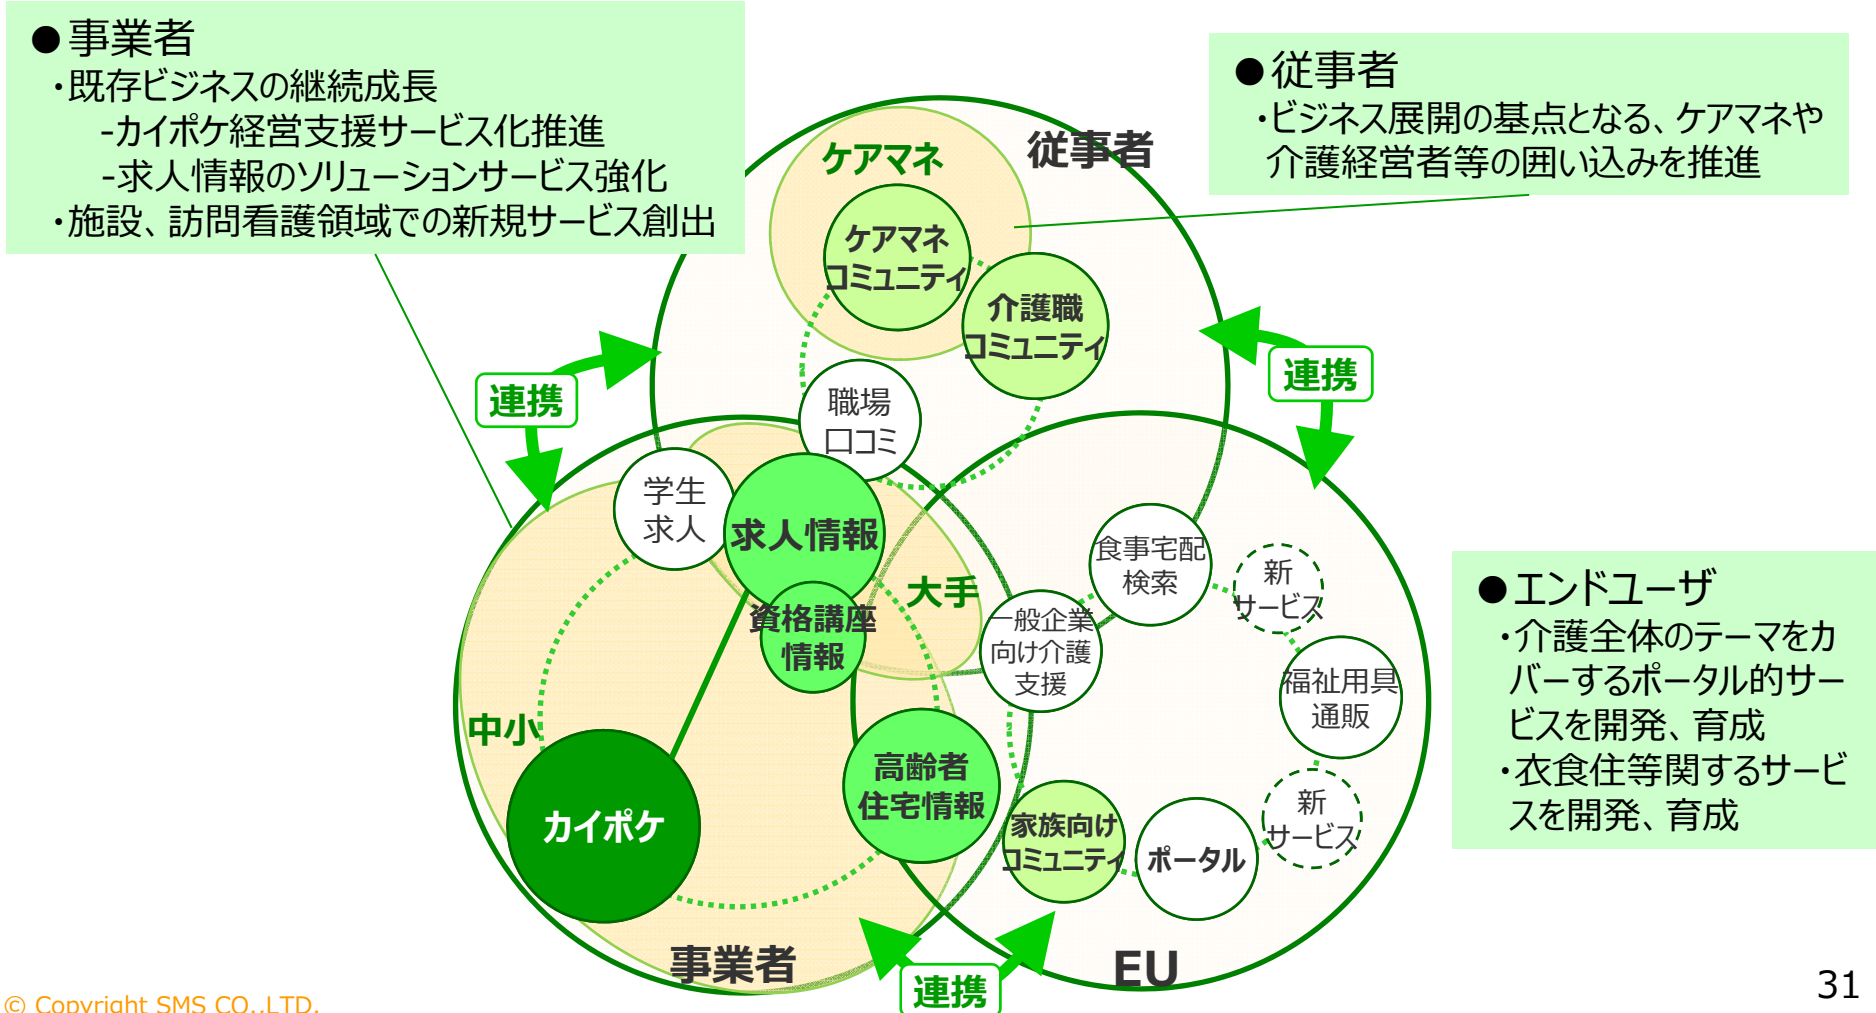 ●事業者
・既存ビジネスの継続成長
-カイポケ経営支援サービス化推進
-求人情報のソリューションサービス強化
・施設、訪問看護領域での新規サービス創出
●従事者
・ビジネス展開の基点となる、ケアマネや
介護経営者等の囲い込みを推進
従事者
ケアマネ
ケアマネ
コミュニティ
介護職
コミュニティ
連携
連携
職場
口コミ
学生
求人
求人情報
資格講座
情報
大手
一般企業
向け介護
支援
食事宅配
検索
新
サービス
福祉用具
通販
●エンドユーザ
・介護全体のテーマをカ
バーするポータル的サー
ビスを開発、育成
・衣食住等関するサービ
スを開発、育成
中小
カイポケ
高齢者
住宅情報
家族向け
コミュニティ
ポータル
新
サービス
事業者
連携
EU
31
© Copyright SMS CO.,LTD.